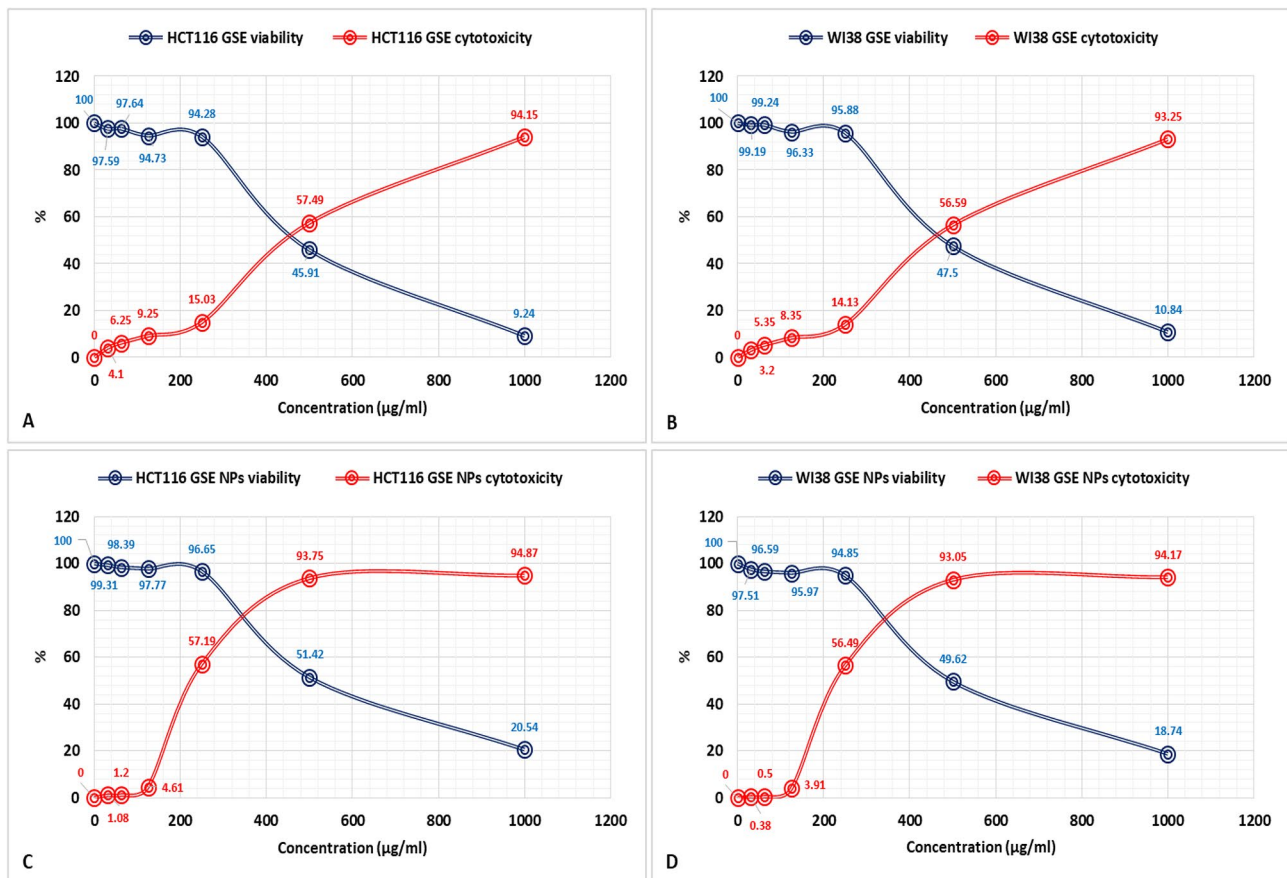 HCT116 GSE viability HCT116 GSE cytotoxicity
120
100
80
60
40
20
0
%
100 97.64 94.28 94.15
97.59 94.73
57.49
45.91
0 6.25 9.25 15.03
4.1
9.24
0 200 400 600 800 1000 1200
Concentration (µg/ml)
A
WI38 GSE viability WI38 GSE cytotoxicity
120
100
80
60
40
20
0
%
100 99.24 95.88 93.25
99.19 96.33
56.59
47.5
0 5.35 8.35 14.13
3.2
10.84
0 200 400 600 800 1000 1200
Concentration (µg/ml)
B
HCT116 GSE NPs viability HCT116 GSE NPs cytotoxicity
120
100
80
60
40
20
0
%
100 98.39 96.65 93.75 94.87
99.31 97.77
57.19
51.42
20.54
0 1.2 4.61
1.08
0 200 400 600 800 1000 1200
Concentration (µg/ml)
C
WI38 GSE NPs viability WI38 GSE NPs cytotoxicity
120
100
80
60
40
20
0
%
100 96.59 94.85 93.05 94.17
97.51 95.97
56.49
49.62
18.74
0 0.5 3.91
0.38
0 200 400 600 800 1000 1200
Concentration (µg/ml)
D